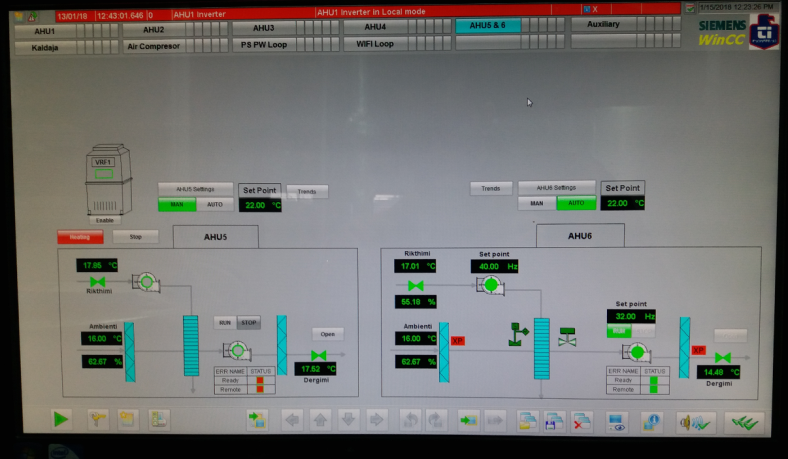 13/01/18 12:43:01.646 0 AHU1 Inverter AHU1 Inverter in Local mode X 1/15/2018 12:23:26 PM
AHU1 AHU2 AHU3 AHU4 AHU5 & 6 Auxiliary
SIEMENS
WinCC
Kaldaja Air Compresor PS PW Loop WIFI Loop
VRF1
Enable
AHU5 Settings
MAN AUTO
Set Point
22.00 °C
Trends
Trends
AHU6 Settings
MAN AUTO
Set Point
22.00 °C
Heating Stop
AHU5
17.95 °C
Rikthimi
Ambienti
16.00 °C
62.67 %
RUN STOP
ERR NAME STATUS
Ready
Remote
Open
17.52 °C
Dergimi
AHU6
Rikthimi
17.01 °C
55.18 %
Set point
40.00 Hz
Ambienti
16.00 °C
62.67 %
XP
Set point
32.00 Hz
ERR NAME STATUS
Ready
Remote
XP
14.48 °C
Dergimi